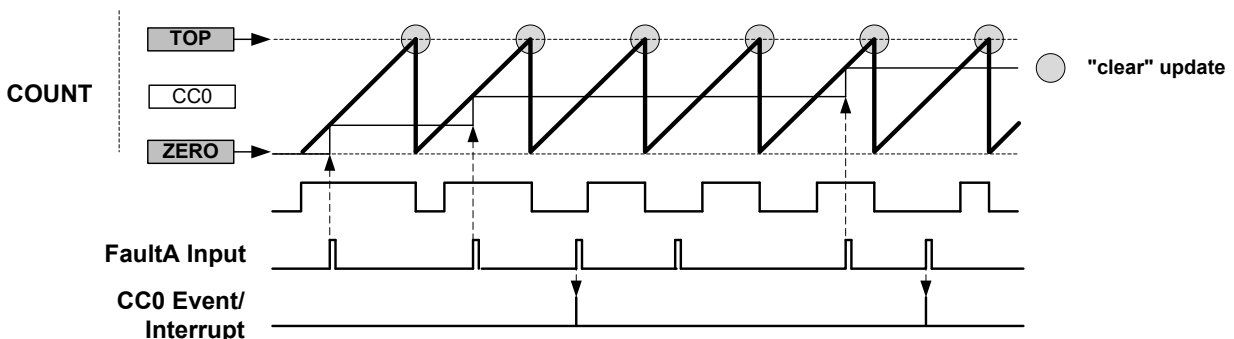 TOP
"clear" update
COUNT
CC0
ZERO
FaultA Input
CC0 Event/
Interrupt